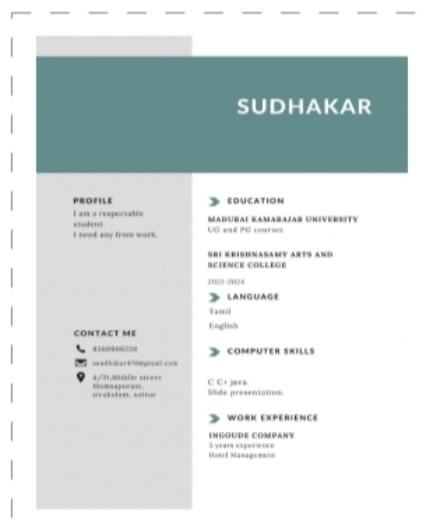 SUDHAKAR
PROFILE
I am a respectable
student.
I need any from work.
CONTACT ME
4/31,Middle street
sattur
EDUCATION
MADURAI KAMARAJAR UNIVERSITY
UG and PG courses
SRI KRISHNASAMY ARTS AND
SCIENCE COLLEGE
2021-2024
LANGUAGE
Tamil
English
COMPUTER SKILLS
C C+ java.
Slide presentation.
WORK EXPERIENCE
INGOUDE COMPANY
5 years experience
Hotel Management